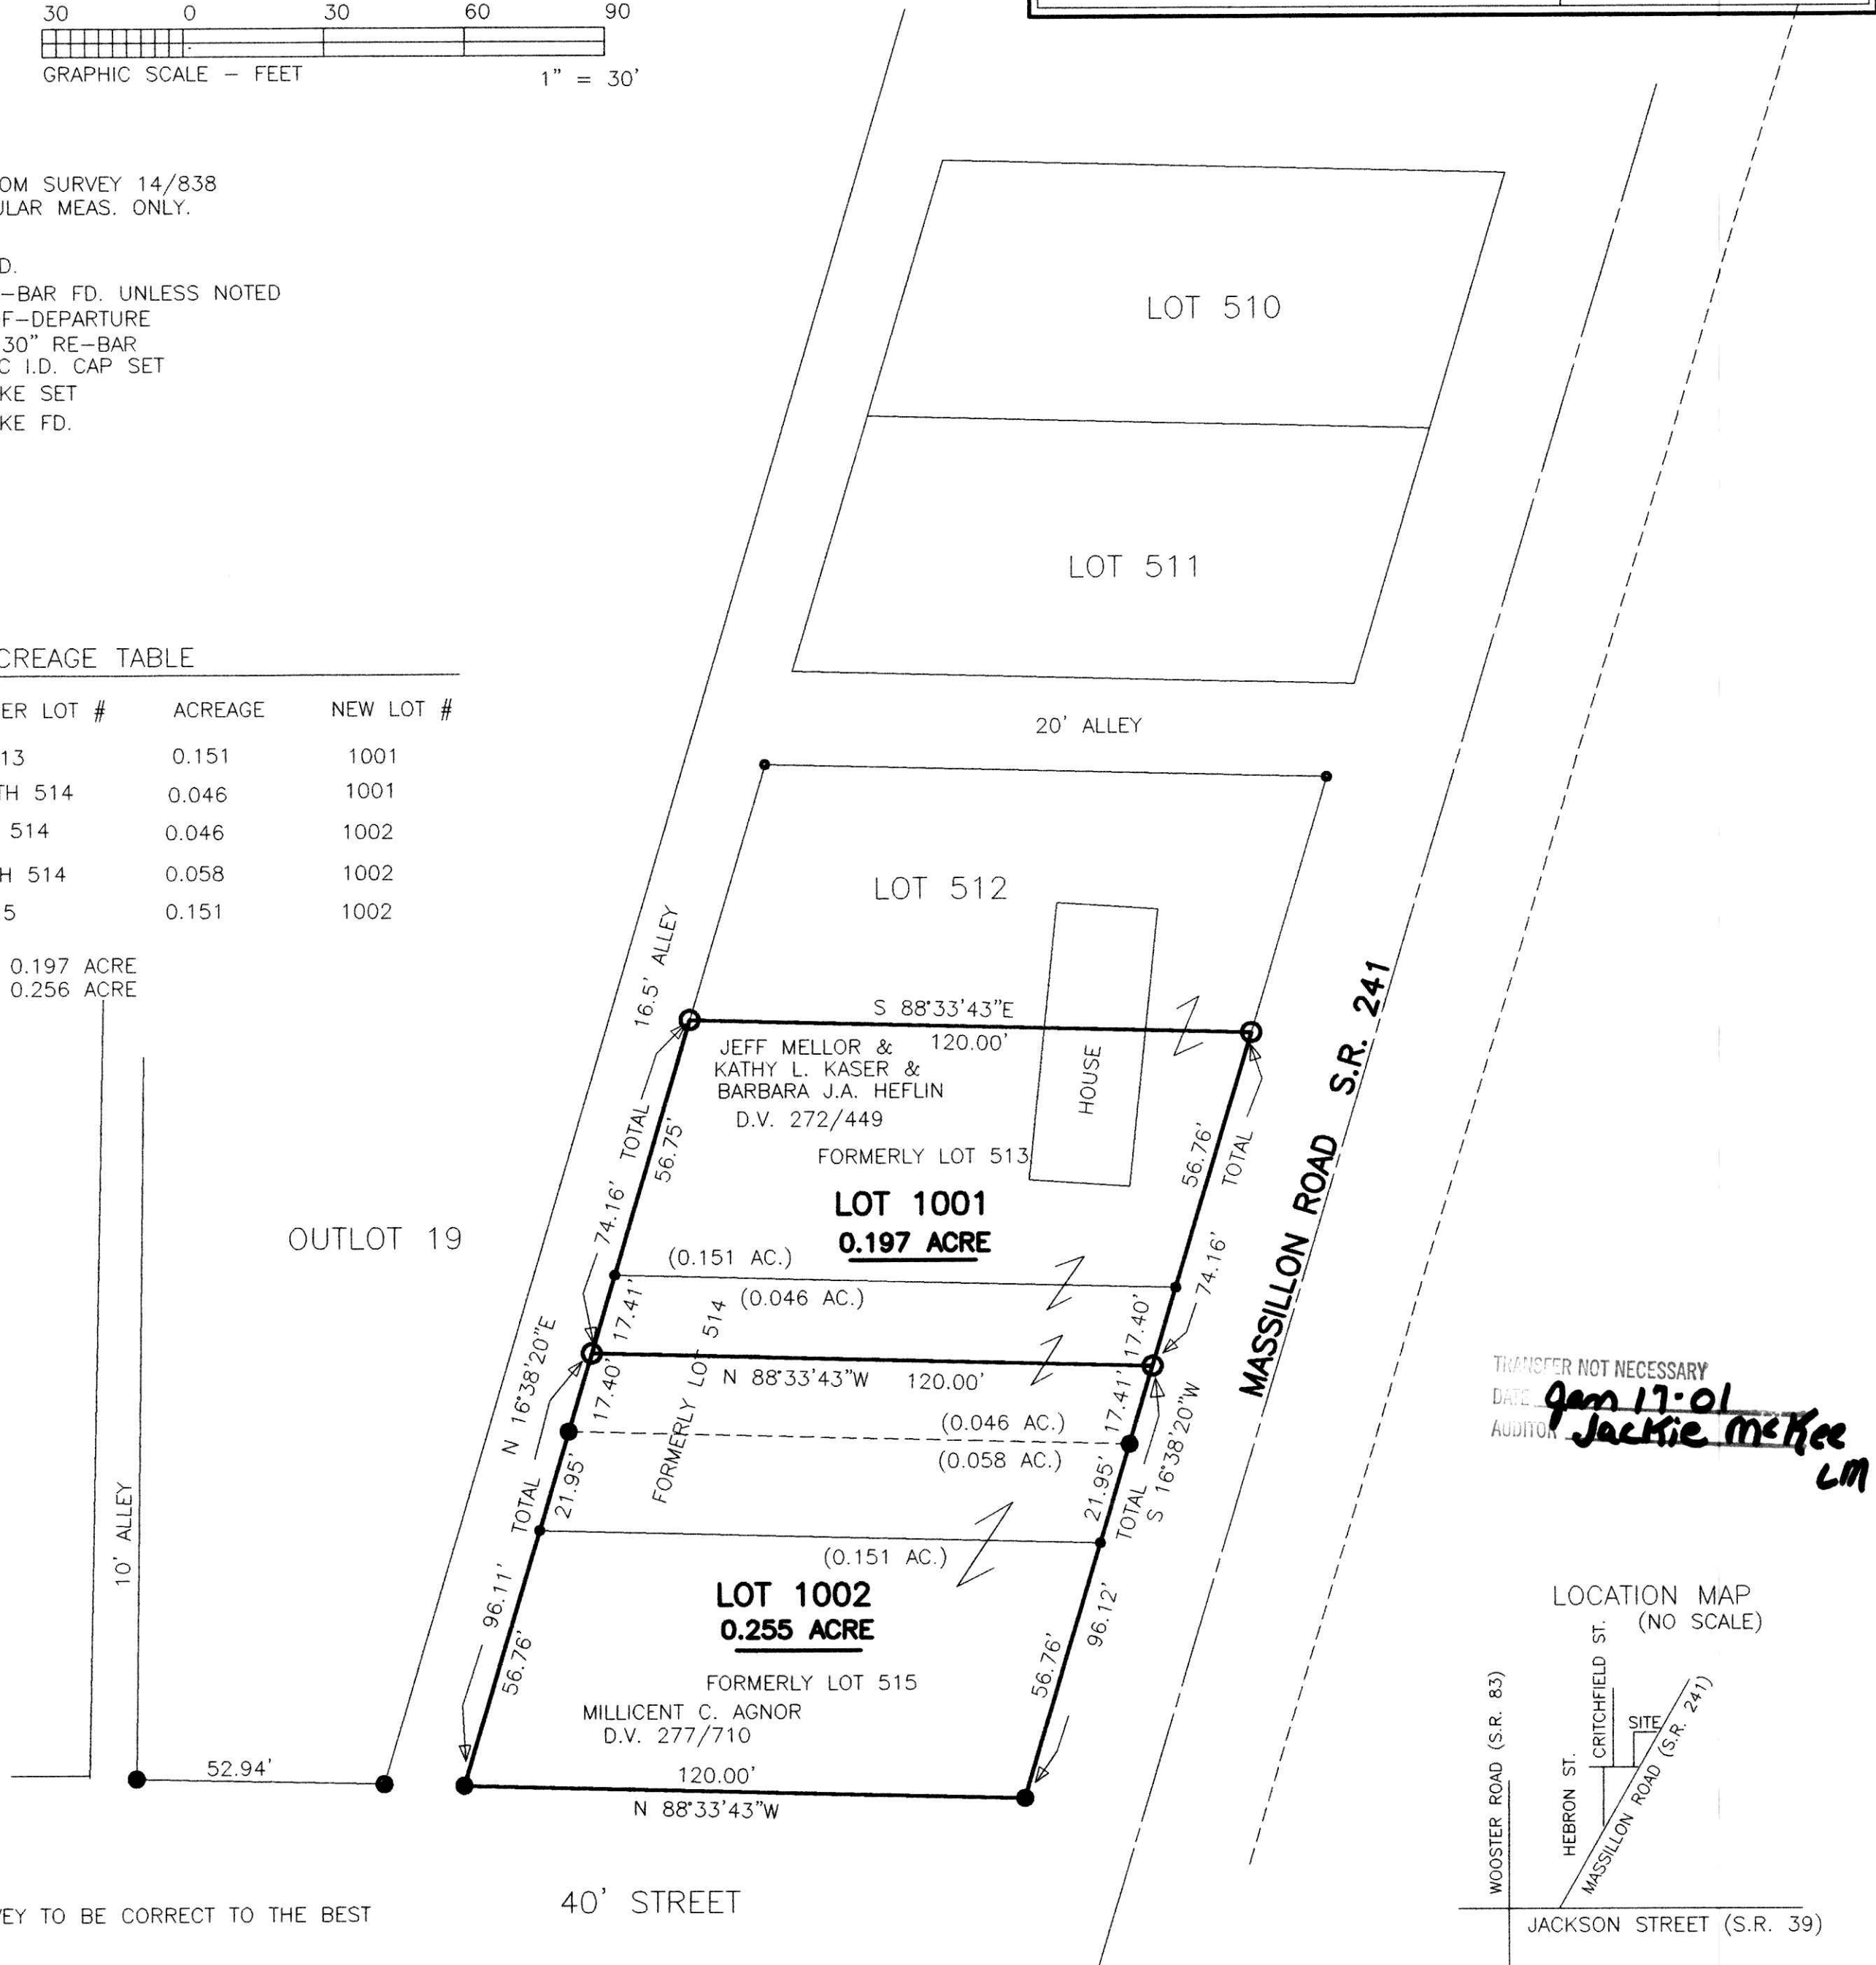 30 0 30 60 90
GRAPHIC SCALE – FEET 1" = 30'
OM SURVEY 14/838
ULAR MEAS. ONLY.
D.
–BAR FD. UNLESS NOTED
F–DEPARTURE
30" RE–BAR
C I.D. CAP SET
KE SET
KE FD.
LOT 510
LOT 511
20' ALLEY
CREAGE TABLE
ER LOT # ACREAGE NEW LOT #
13 0.151 1001
TH 514 0.046 1001
514 0.046 1002
H 514 0.058 1002
5 0.151 1002
0.197 ACRE
0.256 ACRE
LOT 512
16.5' ALLEY
S 88°33'43"E
120.00'
JEFF MELLOR &
KATHY L. KASER &
BARBARA J.A. HEFLIN
D.V. 272/449
HOUSE
FORMERLY LOT 513
LOT 1001
0.197 ACRE
TOTAL
56.75'
74.16'
56.76'
TOTAL
74.16'
MASSILLON ROAD S.R. 241
OUTLOT 19
(0.151 AC.)
(0.046 AC.)
17.41'
17.40'
N 16°38'20"E
FORMERLY LOT 514
N 88°33'43"W 120.00'
17.40'
17.41'
(0.046 AC.)
(0.058 AC.)
S 16°38'20"W
TOTAL
21.95'
21.95'
TOTAL
10' ALLEY
(0.151 AC.)
LOT 1002
0.255 ACRE
96.11'
56.76'
96.12'
56.76'
FORMERLY LOT 515
MILLICENT C. AGNOR
D.V. 277/710
52.94'
120.00'
N 88°33'43"W
40' STREET
VEY TO BE CORRECT TO THE BEST
TRANSFER NOT NECESSARY
DATE Jan 17·01
AUDITOR Jackie McKee
LM
LOCATION MAP
(NO SCALE)
WOOSTER ROAD (S.R. 83)
HEBRON ST.
CRITCHFIELD ST.
SITE
MASSILLON ROAD (S.R. 241)
JACKSON STREET (S.R. 39)